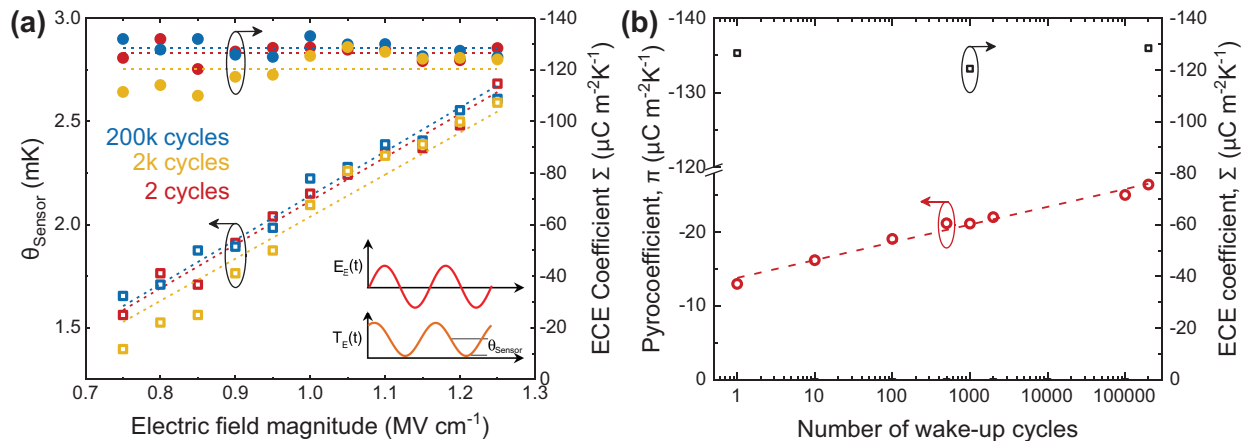 (a)
3.0
2.5
2.0
1.5
θSensor (mK)
0.7
0.8
0.9
1.0
1.1
1.2
1.3
Electric field magnitude (MV cm⁻¹)
-140
-120
-100
-80
-60
-40
-20
0
ECE Coefficient Σ (µC m⁻²K⁻¹)
200k cycles
2k cycles
2 cycles
EE(t)
TE(t)
θSensor
(b)
-140
-130
-120
-20
-10
0
Pyrocoefficient, π (µC m⁻²K⁻¹)
1
10
100
1000
10000
100000
Number of wake-up cycles
-140
-120
-100
-80
-60
-40
-20
0
ECE coefficient, Σ (µC m⁻²K⁻¹)